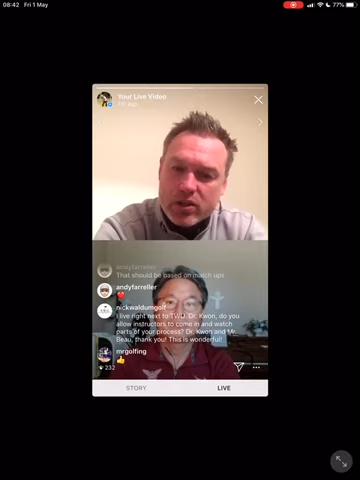 08:42 Fri 1 May
77%
Your Live Video
ago
andyfarreller
That should be based on match ups
andyfarreller
nickwaldumgolf
I live right next to TWU. Dr. Kwon, do you
allow instructors to come in and watch
parts of your process? Dr. Kwon and Mr.
Beau, thank you! This is wonderful!
mrgolfing
232
STORY
LIVE